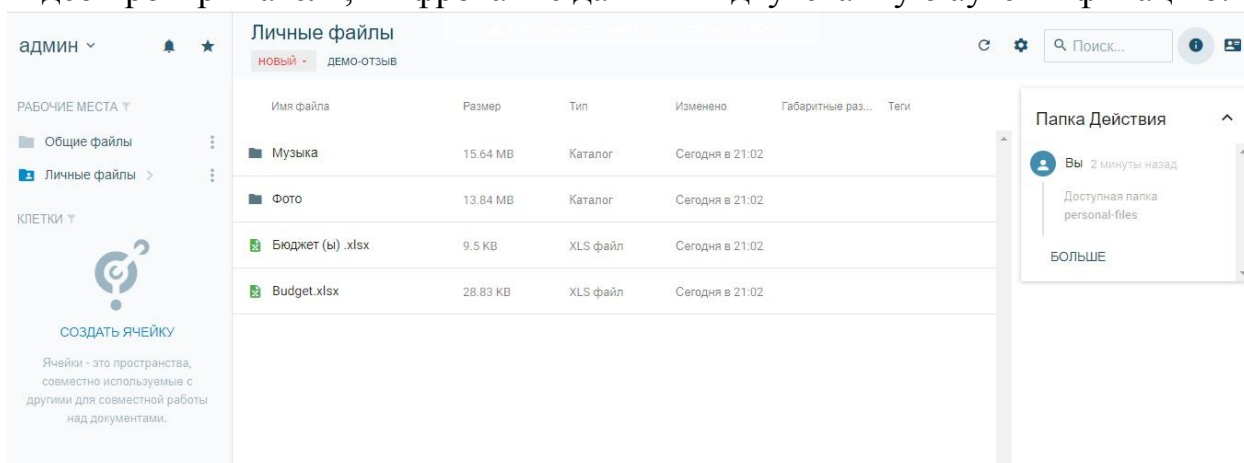 админ
Личные файлы
НОВЫЙ
ДЕМО-ОТЗЫВ
Поиск...
РАБОЧИЕ МЕСТА
Общие файлы
Личные файлы
КЛЕТКИ
СОЗДАТЬ ЯЧЕЙКУ
Ячейки - это пространства,
совместно используемые с
другими для совместной работы
над документами.
Имя файла Размер Тип Изменено Габаритные раз... Теги
Музыка 15.64 MB Каталог Сегодня в 21:02
Фото 13.84 MB Каталог Сегодня в 21:02
Бюджет (ы) .xlsx 9.5 KB XLS файл Сегодня в 21:02
Budget.xlsx 28.83 KB XLS файл Сегодня в 21:02
Папка Действия
Вы 2 минуты назад
Доступная папка
personal-files
БОЛЬШЕ